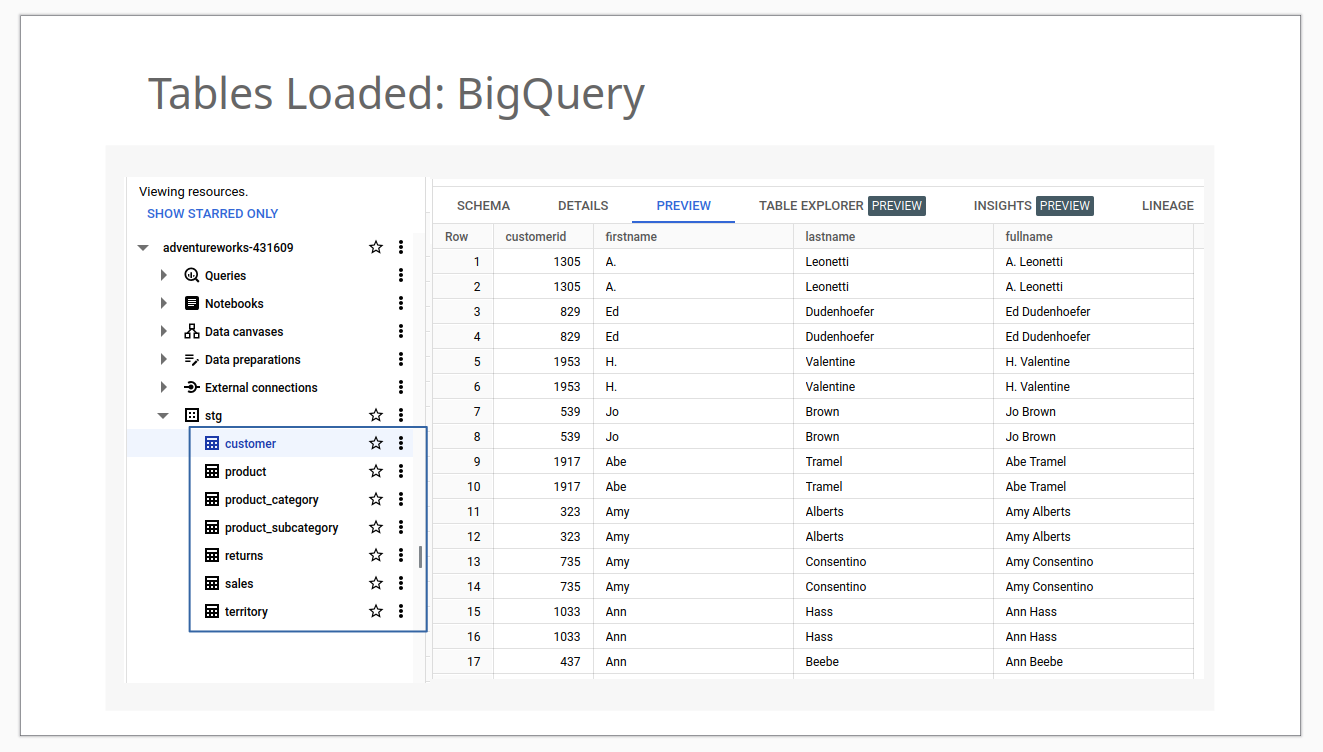 Tables Loaded: BigQuery
Viewing resources.
SHOW STARRED ONLY
adventureworks-431609
Queries
Notebooks
Data canvases
Data preparations
External connections
stg
customer
product
product_category
product_subcategory
returns
sales
territory
SCHEMA DETAILS PREVIEW TABLE EXPLORER PREVIEW INSIGHTS PREVIEW LINEAGE
Row customerid firstname lastname fullname
1 1305 A. Leonetti A. Leonetti
2 1305 A. Leonetti A. Leonetti
3 829 Ed Dudenhoefer Ed Dudenhoefer
4 829 Ed Dudenhoefer Ed Dudenhoefer
5 1953 H. Valentine H. Valentine
6 1953 H. Valentine H. Valentine
7 539 Jo Brown Jo Brown
8 539 Jo Brown Jo Brown
9 1917 Abe Tramel Abe Tramel
10 1917 Abe Tramel Abe Tramel
11 323 Amy Alberts Amy Alberts
12 323 Amy Alberts Amy Alberts
13 735 Amy Consentino Amy Consentino
14 735 Amy Consentino Amy Consentino
15 1033 Ann Hass Ann Hass
16 1033 Ann Hass Ann Hass
17 437 Ann Beebe Ann Beebe